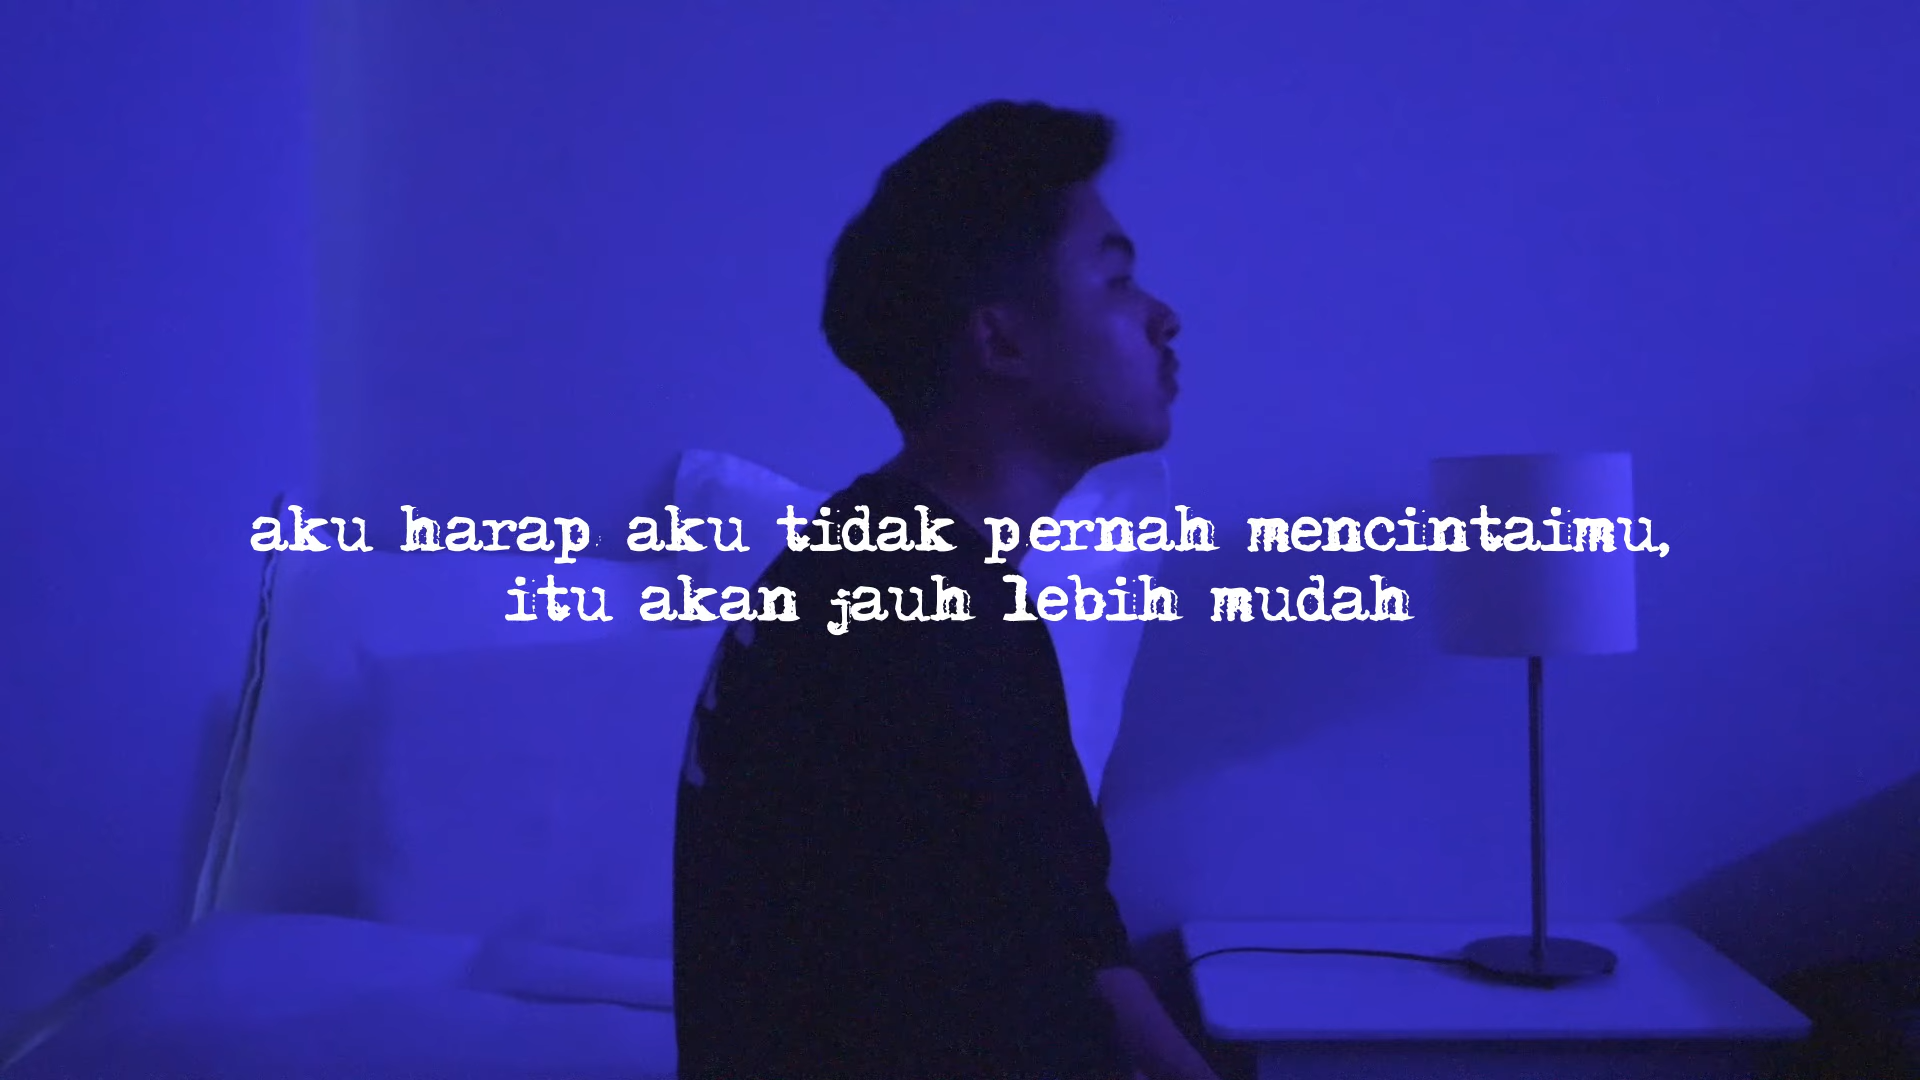 aku harap aku tidak pernah mencintaimu,
itu akan jauh lebih mudah